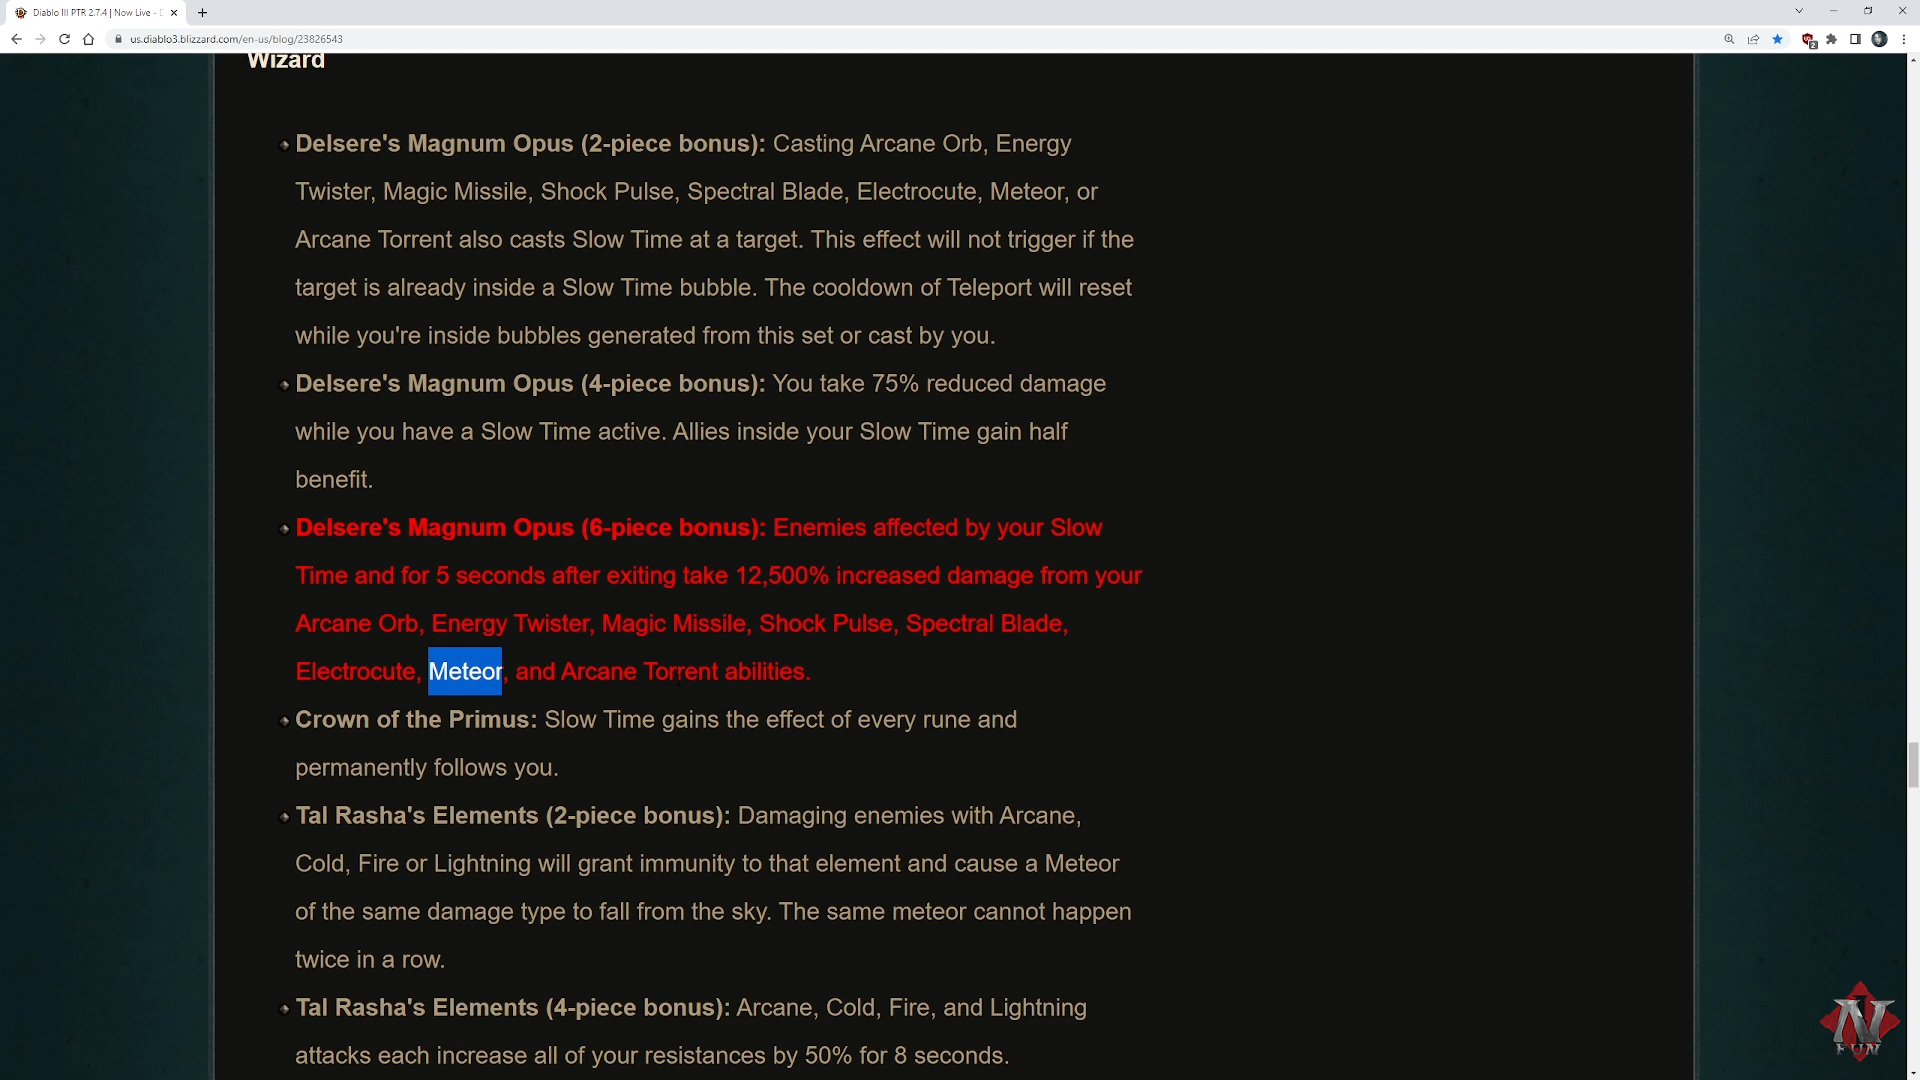 Diablo III PTR 2.7.4 | Now Live -
us.diablo3.blizzard.com/en-us/blog/23826543
2
Wizard
Delsere's Magnum Opus (2-piece bonus): Casting Arcane Orb, Energy
Twister, Magic Missile, Shock Pulse, Spectral Blade, Electrocute, Meteor, or
Arcane Torrent also casts Slow Time at a target. This effect will not trigger if the
target is already inside a Slow Time bubble. The cooldown of Teleport will reset
while you're inside bubbles generated from this set or cast by you.
Delsere's Magnum Opus (4-piece bonus): You take 75% reduced damage
while you have a Slow Time active. Allies inside your Slow Time gain half
benefit.
Delsere's Magnum Opus (6-piece bonus): Enemies affected by your Slow
Time and for 5 seconds after exiting take 12,500% increased damage from your
Arcane Orb, Energy Twister, Magic Missile, Shock Pulse, Spectral Blade,
Electrocute, Meteor, and Arcane Torrent abilities.
Crown of the Primus: Slow Time gains the effect of every rune and
permanently follows you.
Tal Rasha's Elements (2-piece bonus): Damaging enemies with Arcane,
Cold, Fire or Lightning will grant immunity to that element and cause a Meteor
of the same damage type to fall from the sky. The same meteor cannot happen
twice in a row.
Tal Rasha's Elements (4-piece bonus): Arcane, Cold, Fire, and Lightning
attacks each increase all of your resistances by 50% for 8 seconds.
N
FUN